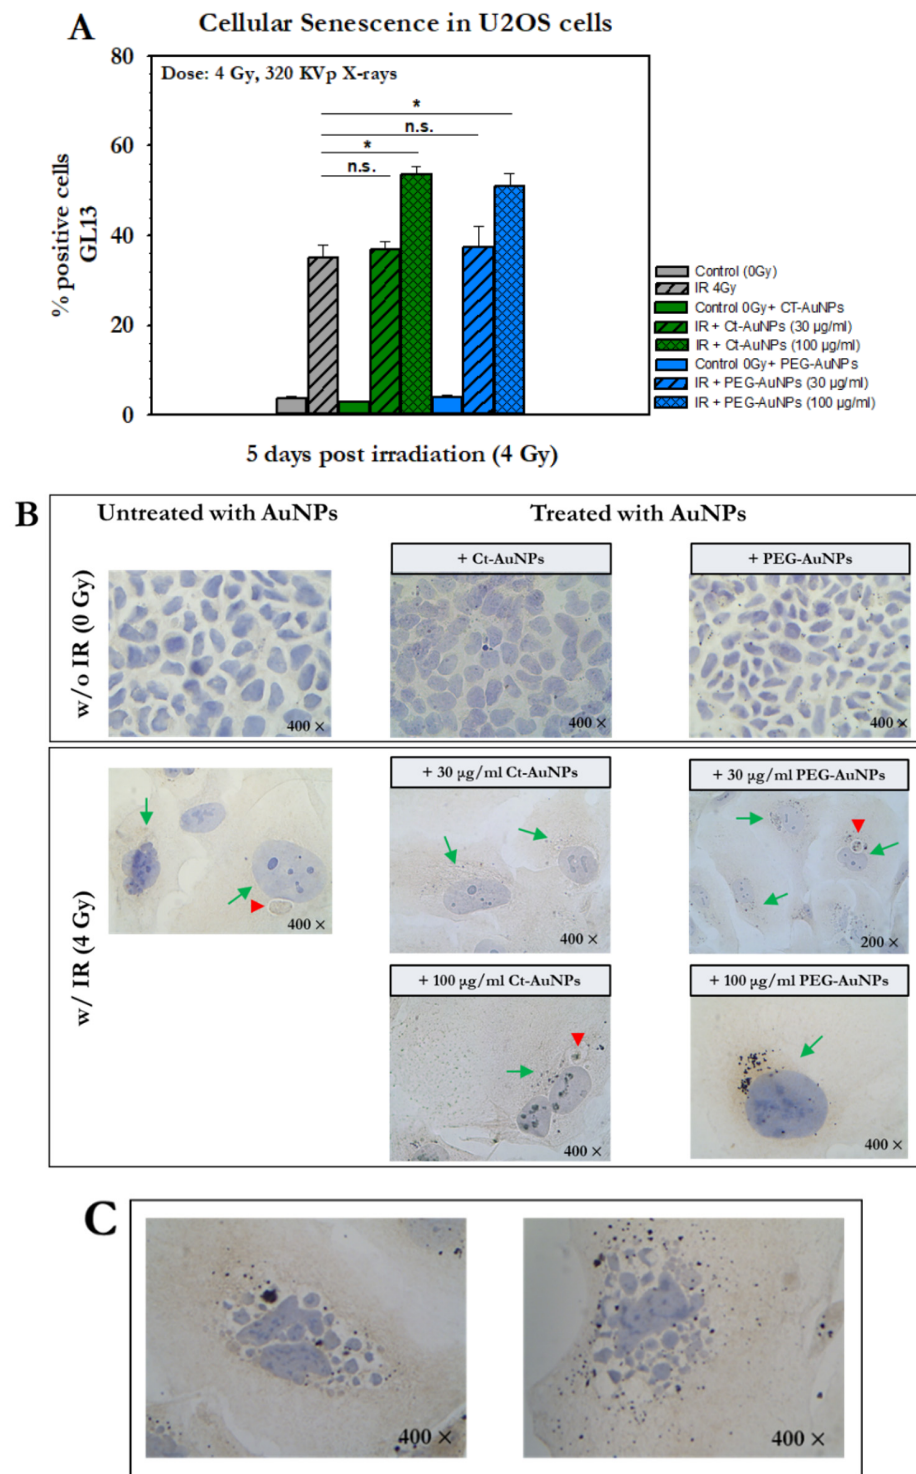 A
Cellular Senescence in U2OS cells
80
Dose: 4 Gy, 320 KVp X-rays
*
n.s.
60
*
n.s.
% positive cells
GL13
40
20
0
Control (0Gy)
IR 4Gy
Control 0Gy+ CT-AuNPs
IR + Ct-AuNPs (30 µg/ml)
IR + Ct-AuNPs (100 µg/ml)
Control 0Gy+ PEG-AuNPs
IR + PEG-AuNPs (30 µg/ml)
IR + PEG-AuNPs (100 µg/ml)
5 days post irradiation (4 Gy)
B
Untreated with AuNPs
Treated with AuNPs
+ Ct-AuNPs
+ PEG-AuNPs
w/o IR (0 Gy)
400 ×
400 ×
400 ×
+ 30 µg/ml Ct-AuNPs
+ 30 µg/ml PEG-AuNPs
w/ IR (4 Gy)
400 ×
400 ×
200 ×
+ 100 µg/ml Ct-AuNPs
+ 100 µg/ml PEG-AuNPs
400 ×
400 ×
C
400 ×
400 ×